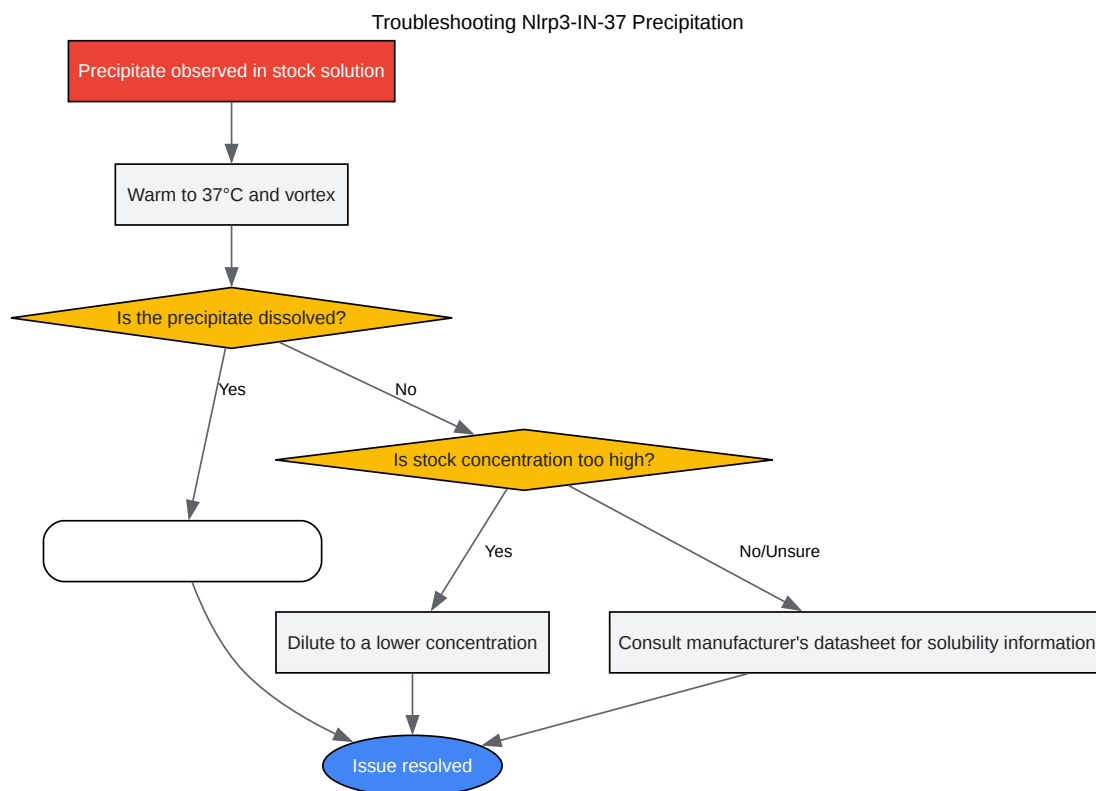 Troubleshooting Nlrp3-IN-37 Precipitation
Precipitate observed in stock solution
Warm to 37°C and vortex
Is the precipitate dissolved?
Yes
No
Is stock concentration too high?
Yes
No/Unsure
Dilute to a lower concentration
Consult manufacturer's datasheet for solubility information
Issue resolved